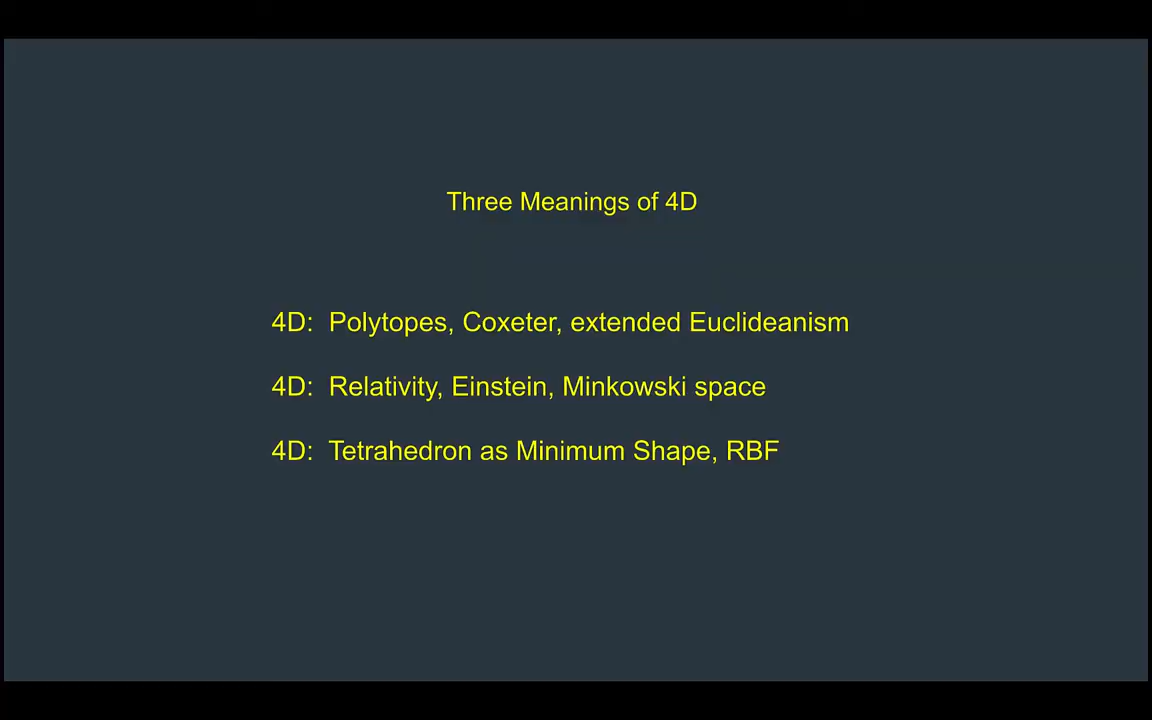 Three Meanings of 4D
4D: Polytopes, Coxeter, extended Euclideanism
4D: Relativity, Einstein, Minkowski space
4D: Tetrahedron as Minimum Shape, RBF